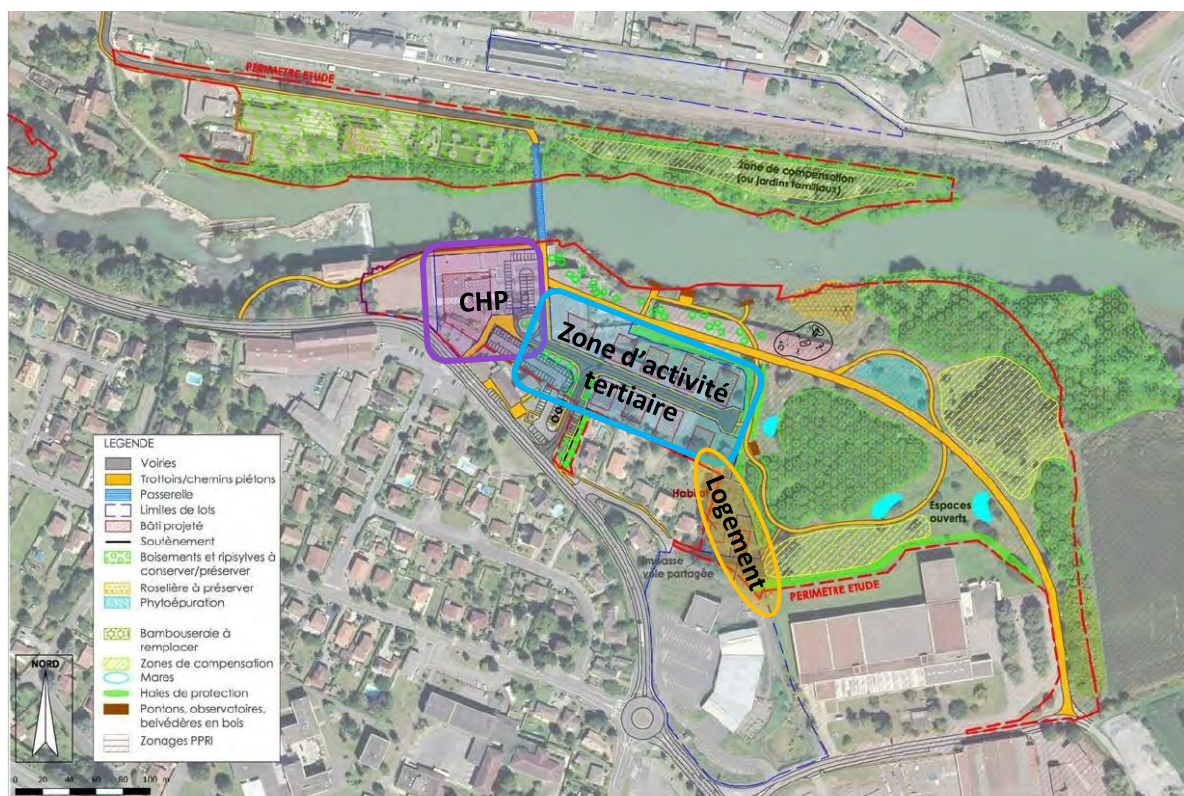 PERIMETRE ETUDE
Zone de compensation
(ou jardins familiaux)
CHP
Zone d'activité
tertiaire
Habitat
Logement
Impasse
voie partagée
Espaces
ouverts
PERIMETRE ETUDE
LEGENDE
Voiries
Trottoirs/chemins piétons
Passerelle
Limites de lots
Bâti projeté
Soutènement
Boisements et ripisylves à
conserver/préserver
Roselière à préserver
Phytoépuration
Bambouseraie à
remplacer
Zones de compensation
Mares
Haies de protection
Pontons, observatoires,
belvédères en bois
Zonages PPRI
NORD
0 20 40 60 80 100 m